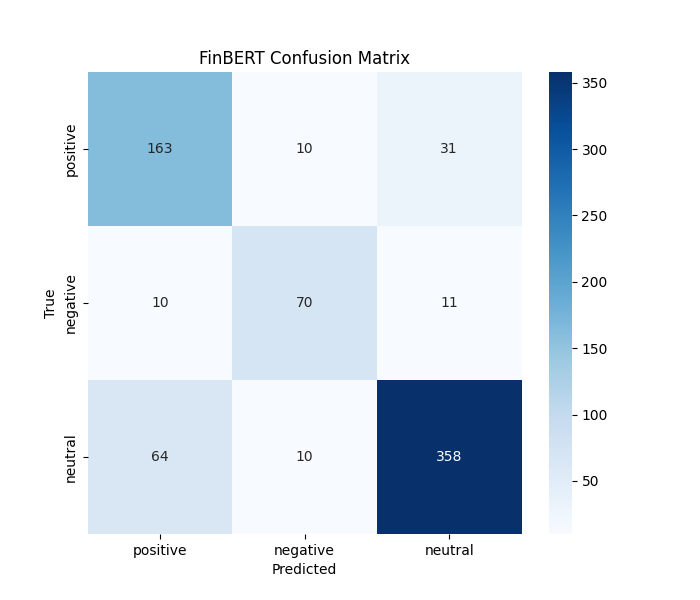 FinBERT Confusion Matrix
positive
163
10
31
True
negative
10
70
11
neutral
64
10
358
positive
negative
neutral
Predicted
350
300
250
200
150
100
50